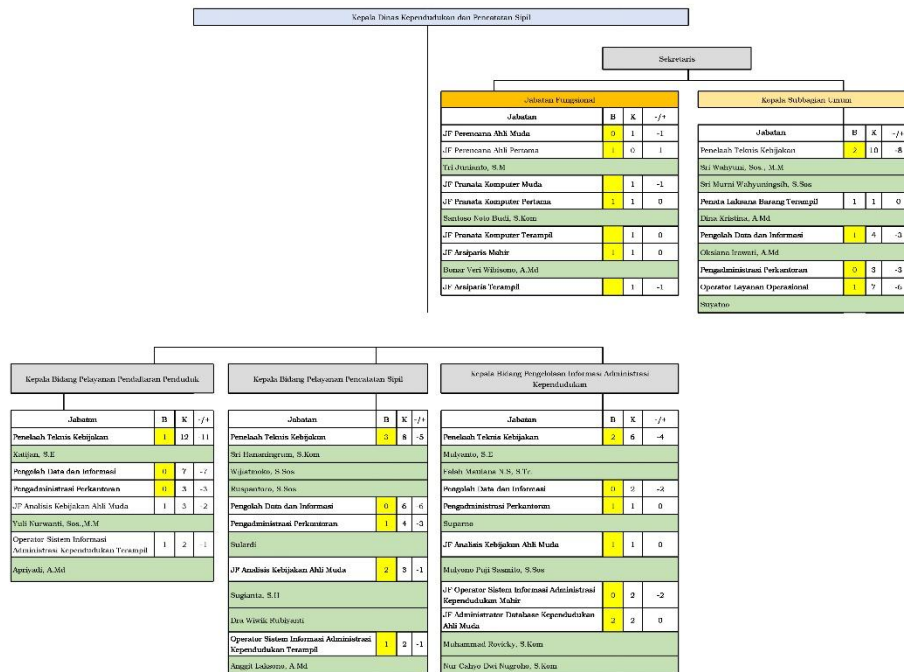 Kepala Dinas Kependudukan dan Pencatatan Sipil
Sekretaris
Jabatan Fungsional
Jabatan B K -/+
JF Perencana Ahli Muda 0 1 -1
JF Perencana Ahli Pertama 1 0 1
Tri Junianto, S.M
JF Pranata Komputer Muda 1 -1
JF Pranata Komputer Pertama 1 1 0
Santoso Noto Budi, S.Kom
JF Pranata Komputer Terampil 1 0
JF Arsiparis Mahir 1 1 0
Bonar Veri Wibisono, A.Md
JF Arsiparis Terampil 1 -1
Kepala Subbagian Umum
Jabatan B K -/+
Penelaah Teknis Kebijakan 2 10 -8
Sri Wahyuni, Sos., M.M
Sri Murni Wahyuningsih, S.Sos
Penata Laksana Barang Terampil 1 1 0
Dina Kristina, A.Md
Pengolah Data dan Informasi 1 4 -3
Oksiana Irawati, A.Md
Pengadministrasi Perkantoran 0 3 -3
Operator Layanan Operasional 1 7 -6
Suyatno
Kepala Bidang Pelayanan Pendaftaran Penduduk
Jabatan B K -/+
Penelaah Teknis Kebijakan 1 12 -11
Katijan, S.E
Pengolah Data dan Informasi 0 7 -7
Pengadministrasi Perkantoran 0 3 -3
JF Analisis Kebijakan Ahli Muda 1 3 -2
Yuli Nurwanti, Sos.,M.M
Operator Sistem Informasi
Administrasi Kependudukan Terampil 1 2 -1
Apriyadi, A.Md
Kepala Bidang Pelayanan Pencatatan Sipil
Jabatan B K -/+
Penelaah Teknis Kebijakan 3 8 -5
Sri Hananingrum, S.Kom
Wijiatmoko, S.Sos
Ruspantoro, S.Sos
Pengolah Data dan Informasi 0 6 -6
Pengadministrasi Perkantoran 1 4 -3
Sulardi
JF Analisis Kebijakan Ahli Muda 2 3 -1
Sugianta, S.H
Dra Wiwik Rubiyanti
Operator Sistem Informasi Administrasi
Kependudukan Terampil 1 2 -1
Anggit Laksono, A.Md
Kepala Bidang Pengelolaan Informasi Administrasi
Kependudukan
Jabatan B K -/+
Penelaah Teknis Kebijakan 2 6 -4
Mulyanto, S.E
Falah Maulana N.S, S.Tr.
Pengolah Data dan Informasi 0 2 -2
Pengadministrasi Perkantoran 1 1 0
Suparno
JF Analisis Kebijakan Ahli Muda 1 1 0
Mulyono Puji Sasmito, S.Sos
JF Operator Sistem Informasi Administrasi
Kependudukan Mahir 0 2 -2
JF Administrator Database Kependudukan
Ahli Muda 2 2 0
Muhammad Rovicky, S.Kom
Nur Cahyo Dwi Nugroho, S.Kom